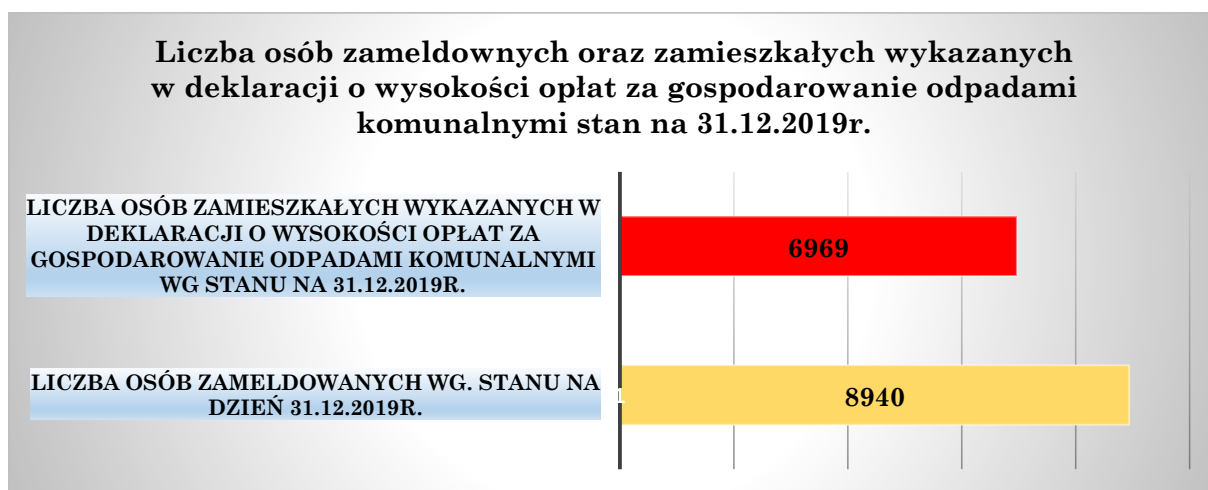 Liczba osób zameldownych oraz zamieszkałych wykazanych
w deklaracji o wysokości opłat za gospodarowanie odpadami
komunalnymi stan na 31.12.2019r.
LICZBA OSÓB ZAMIESZKAŁYCH WYKAZANYCH W
DEKLARACJI O WYSOKOŚCI OPŁAT ZA
GOSPODAROWANIE ODPADAMI KOMUNALNYMI
WG STANU NA 31.12.2019R.
6969
LICZBA OSÓB ZAMELDOWANYCH WG. STANU NA
DZIEŃ 31.12.2019R.
1
8940